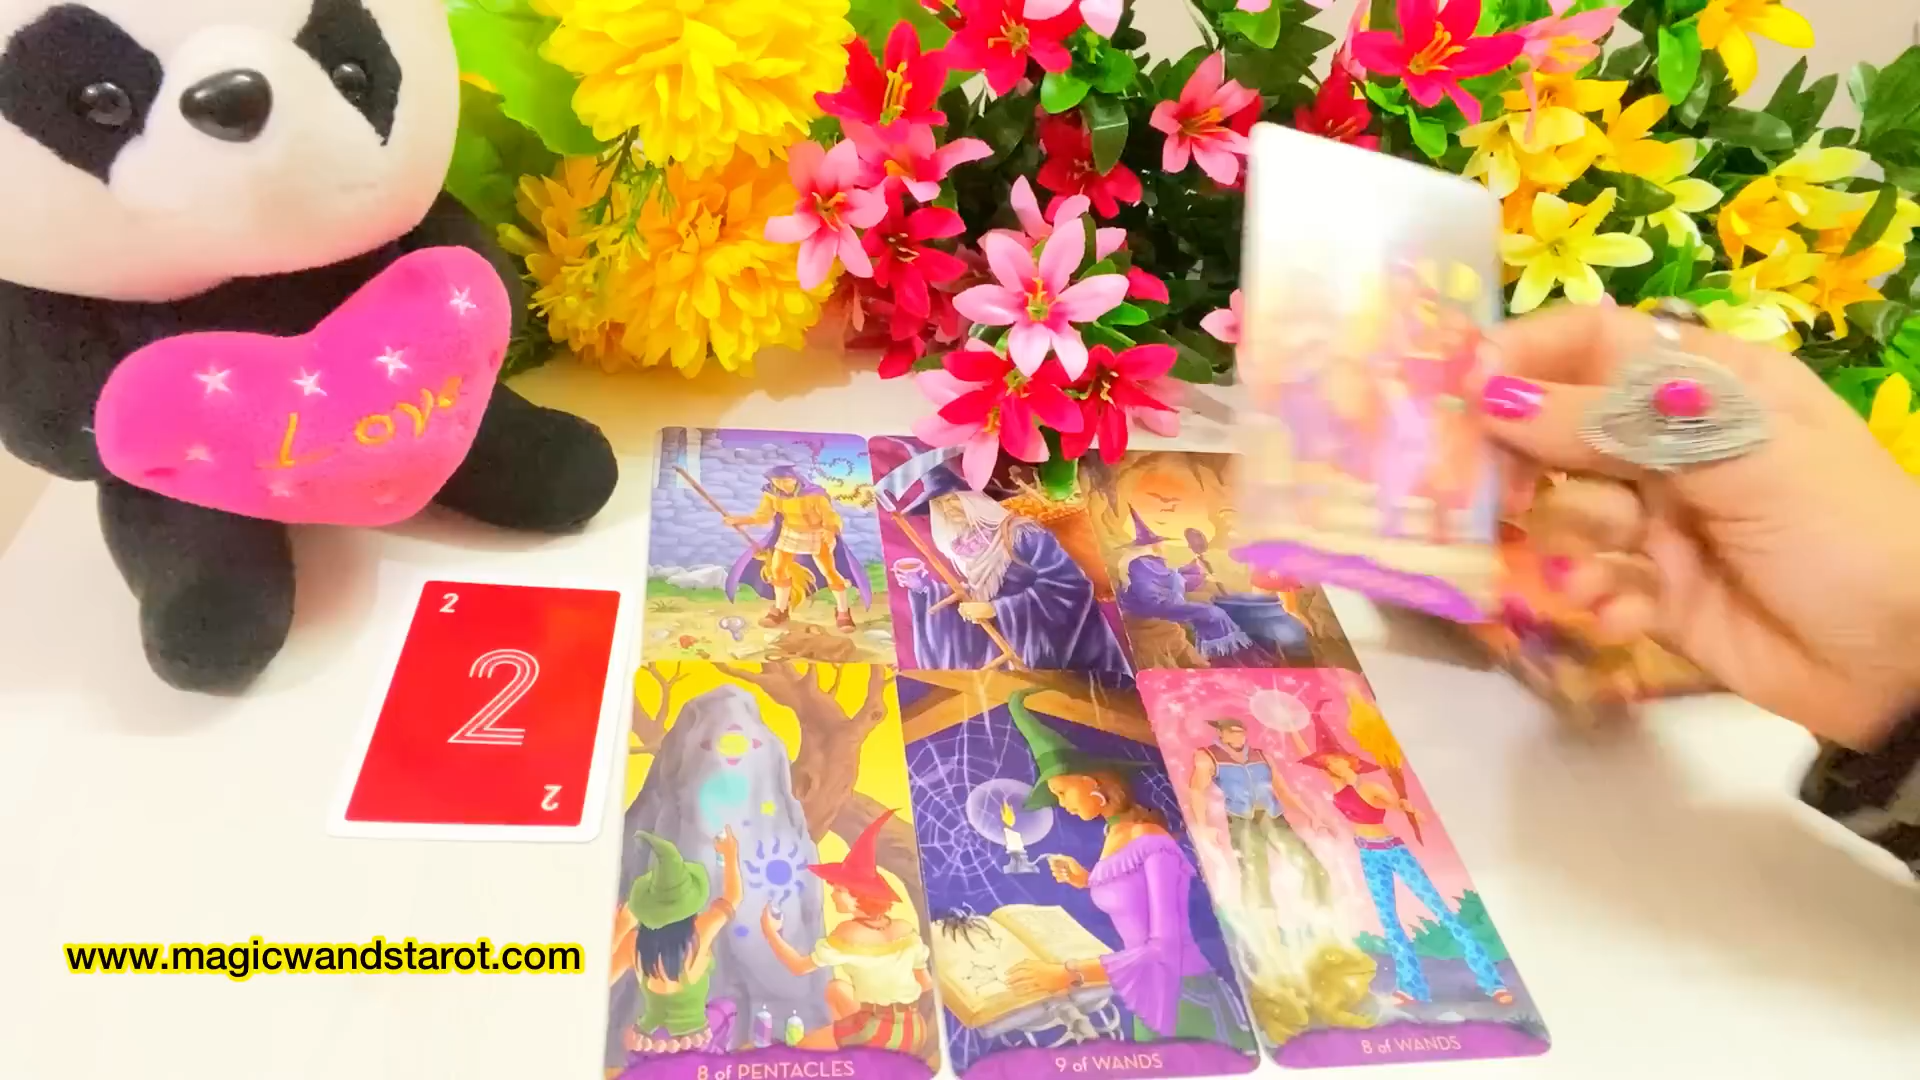 Love
2
2
2
www.magicwandstarot.com
8 of PENTACLES
9 of WANDS
8 of WANDS